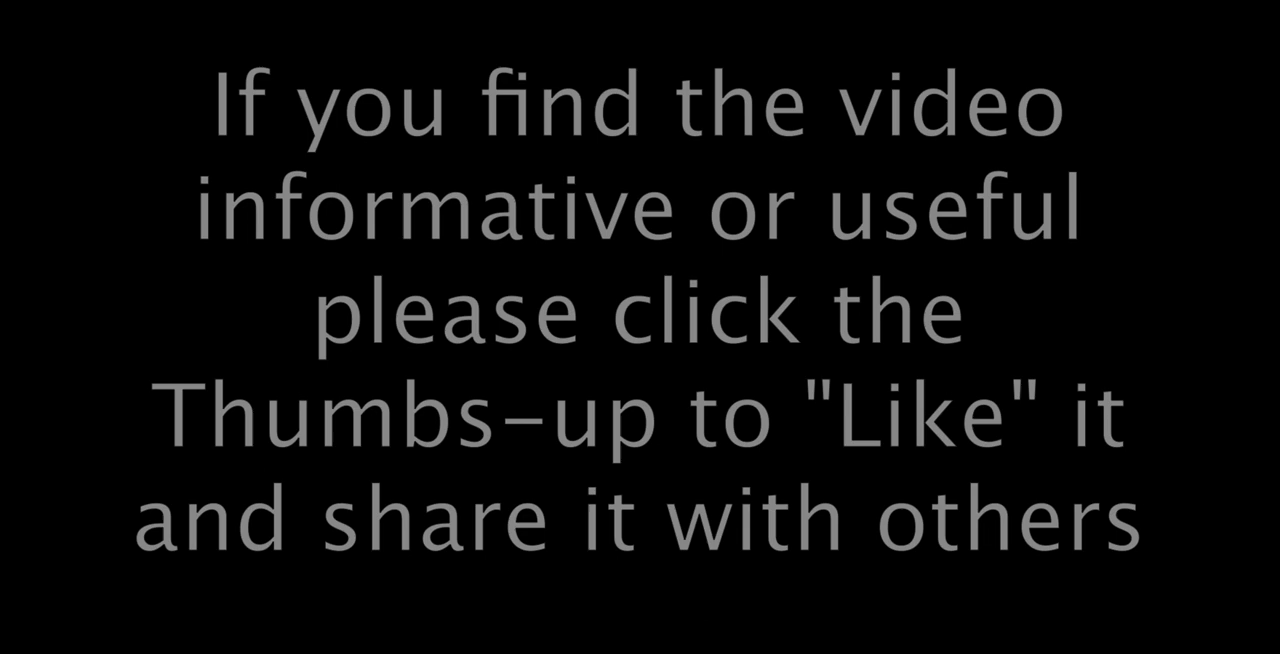 If you find the video
informative or useful
please click the
Thumbs-up to "Like" it
and share it with others